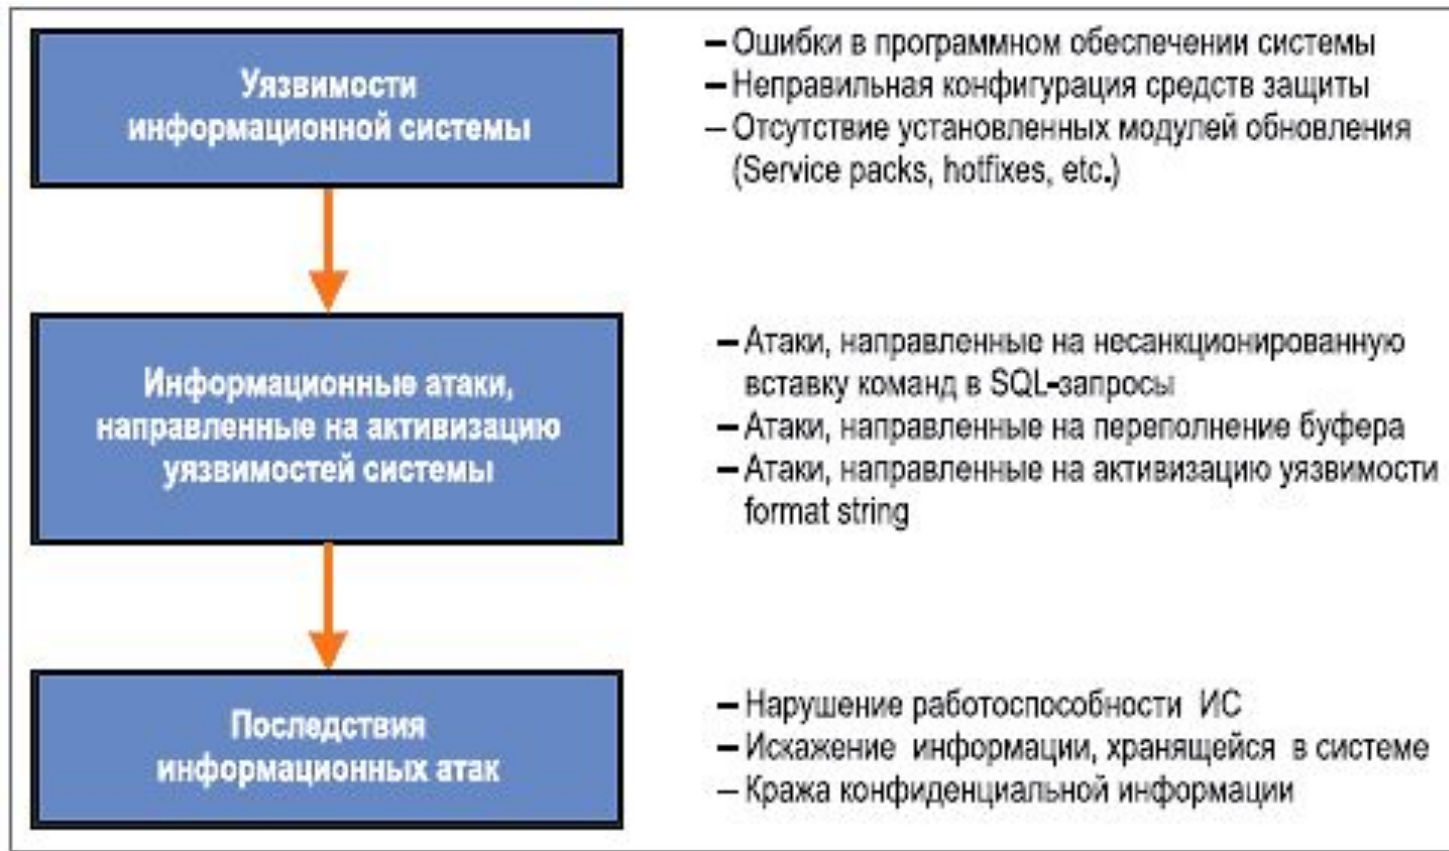 Уязвимости
информационной системы
– Ошибки в программном обеспечении системы
– Неправильная конфигурация средств защиты
– Отсутствие установленных модулей обновления
(Service packs, hotfixes, etc.)
Информационные атаки,
направленные на активизацию
уязвимостей системы
– Атаки, направленные на несанкционированную
вставку команд в SQL-запросы
– Атаки, направленные на переполнение буфера
– Атаки, направленные на активизацию уязвимости
format string
Последствия
информационных атак
– Нарушение работоспособности ИС
– Искажение информации, хранящейся в системе
– Кража конфиденциальной информации